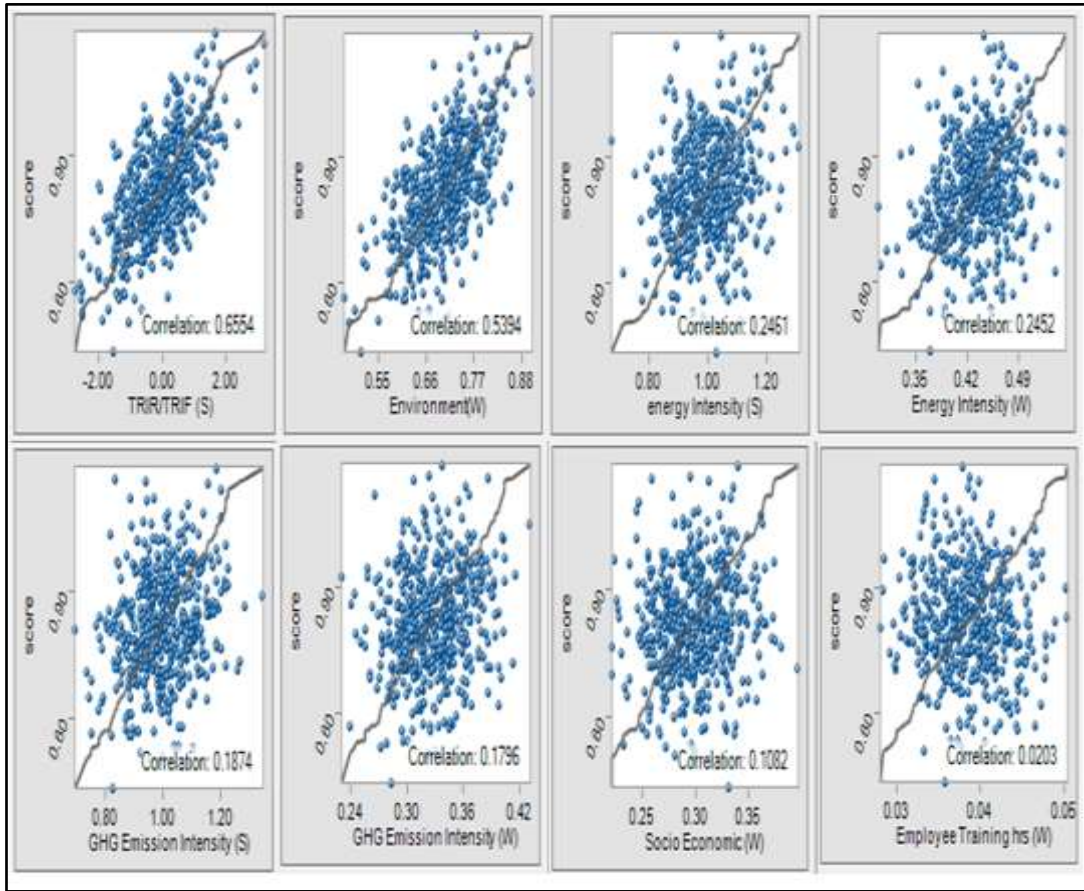 score
0.90
0.80
Correlation: 0.6554
-2.00 0.00 2.00
TRIR/TRIF (S)
score
0.90
0.80
Correlation: 0.5394
0.55 0.66 0.77 0.88
Environment(W)
score
0.90
0.80
Correlation: 0.2461
0.80 1.00 1.20
energy Intensity (S)
score
0.90
0.80
Correlation: 0.2452
0.35 0.42 0.49
Energy Intensity (W)
score
0.90
0.80
Correlation: 0.1874
0.80 1.00 1.20
GHG Emission Intensity (S)
score
0.90
0.80
Correlation: 0.1796
0.24 0.30 0.36 0.42
GHG Emission Intensity (W)
score
0.90
0.80
Correlation: 0.1082
0.25 0.30 0.35
Socio Economic (W)
score
0.90
0.80
Correlation: 0.0203
0.03 0.04 0.05
Employee Training hrs (W)